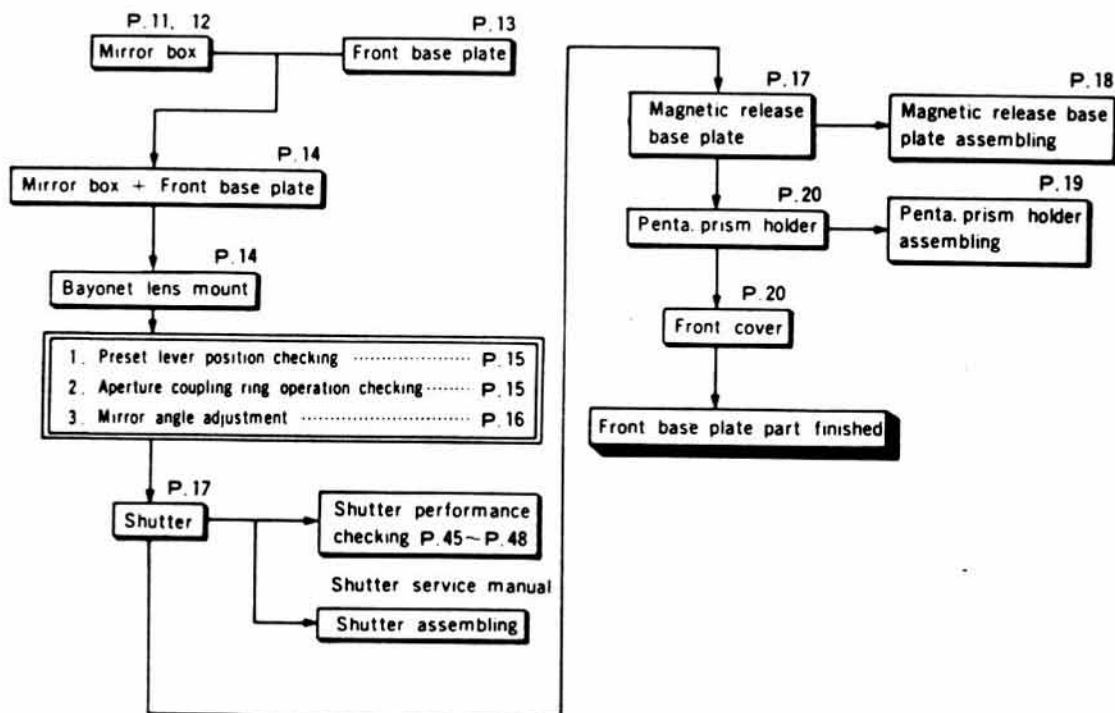 P.11, 12
Mirror box
P.13
Front base plate
P.14
Mirror box + Front base plate
P.14
Bayonet lens mount
1. Preset lever position checking ······················ P.15
2. Aperture coupling ring operation checking ········ P.15
3. Mirror angle adjustment ······························ P.16
P.17
Shutter
Shutter performance
checking P.45~P.48
Shutter service manual
Shutter assembling
P.17
Magnetic release
base plate
P.18
Magnetic release base
plate assembling
P.20
Penta. prism holder
P.19
Penta. prism holder
assembling
P.20
Front cover
Front base plate part finished